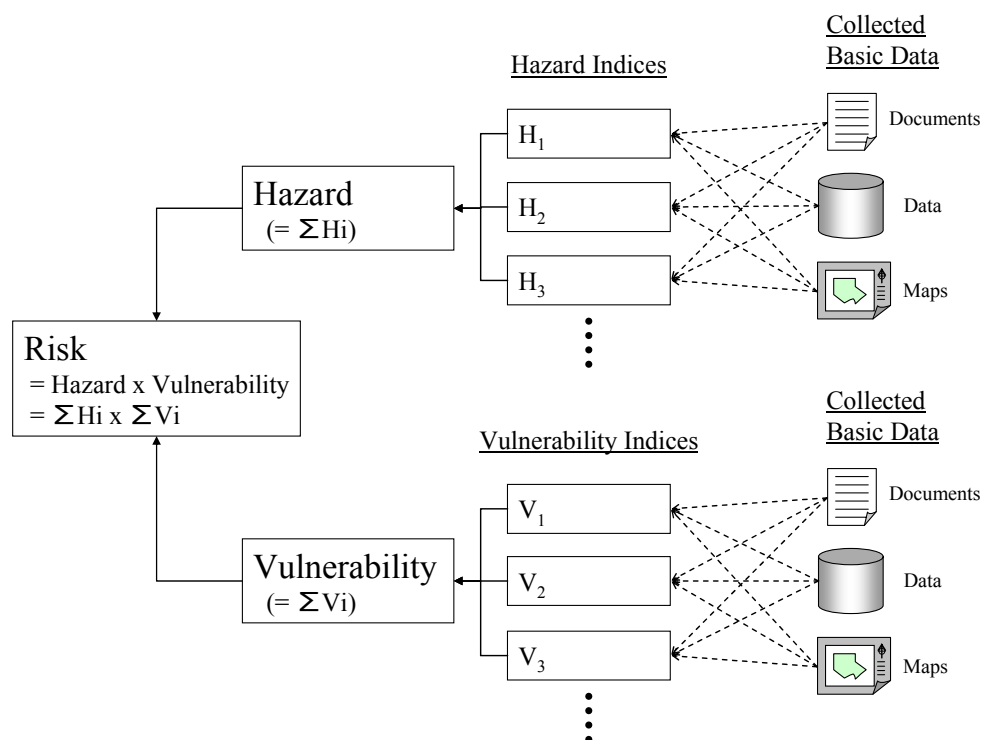 Collected
Basic Data
Hazard Indices
Documents
H1
Hazard
(= ΣHi)
H2
Data
H3
Maps
Risk
= Hazard x Vulnerability
= ΣHi x ΣVi
Collected
Basic Data
Vulnerability Indices
Documents
V1
Vulnerability
(= ΣVi)
V2
Data
V3
Maps